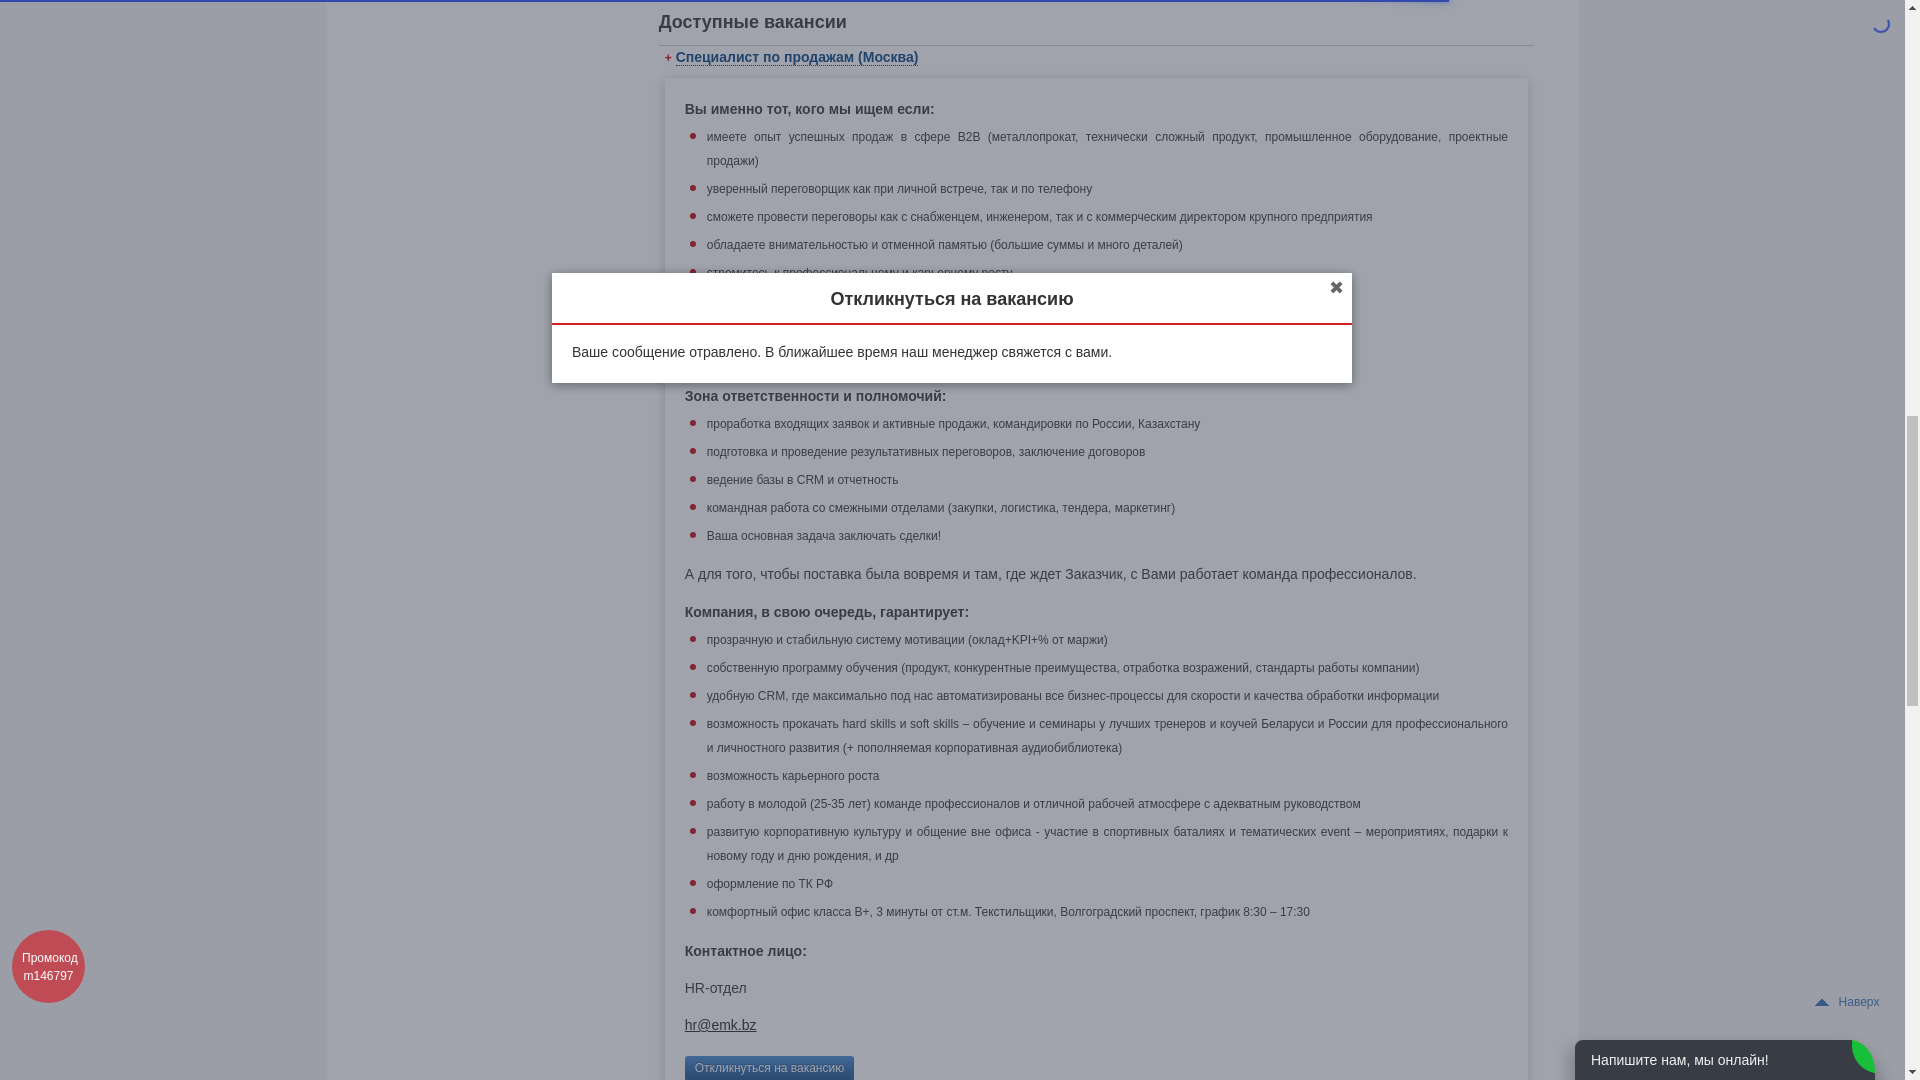 Доступные вакансии
+ Специалист по продажам (Москва)
Вы именно тот, кого мы ищем если:
имеете опыт успешных продаж в сфере B2B (металлопрокат, технически сложный продукт, промышленное оборудование, проектные
продажи)
уверенный переговорщик как при личной встрече, так и по телефону
сможете провести переговоры как с снабженцем, инженером, так и с коммерческим директором крупного предприятия
обладаете внимательностью и отменной памятью (большие суммы и много деталей)
стремитесь к профессиональному и карьерному росту
Откликнуться на вакансию
✖
Ваше сообщение отравлено. В ближайшее время наш менеджер свяжется с вами.
Зона ответственности и полномочий:
проработка входящих заявок и активные продажи, командировки по России, Казахстану
подготовка и проведение результативных переговоров, заключение договоров
ведение базы в CRM и отчетность
командная работа со смежными отделами (закупки, логистика, тендера, маркетинг)
Ваша основная задача заключать сделки!
А для того, чтобы поставка была вовремя и там, где ждет Заказчик, с Вами работает команда профессионалов.
Компания, в свою очередь, гарантирует:
прозрачную и стабильную систему мотивации (оклад+KPI+% от маржи)
собственную программу обучения (продукт, конкурентные преимущества, отработка возражений, стандарты работы компании)
удобную CRM, где максимально под нас автоматизированы все бизнес-процессы для скорости и качества обработки информации
возможность прокачать hard skills и soft skills – обучение и семинары у лучших тренеров и коучей Беларуси и России для профессионального
и личностного развития (+ пополняемая корпоративная аудиобиблиотека)
возможность карьерного роста
работу в молодой (25-35 лет) команде профессионалов и отличной рабочей атмосфере с адекватным руководством
развитую корпоративную культуру и общение вне офиса - участие в спортивных баталиях и тематических event – мероприятиях, подарки к
новому году и дню рождения, и др
оформление по ТК РФ
комфортный офис класса В+, 3 минуты от ст.м. Текстильщики, Волгоградский проспект, график 8:30 – 17:30
Контактное лицо:
HR-отдел
hr@emk.bz
Откликнуться на вакансию
Промокод
m146797
Наверх
Напишите нам, мы онлайн!